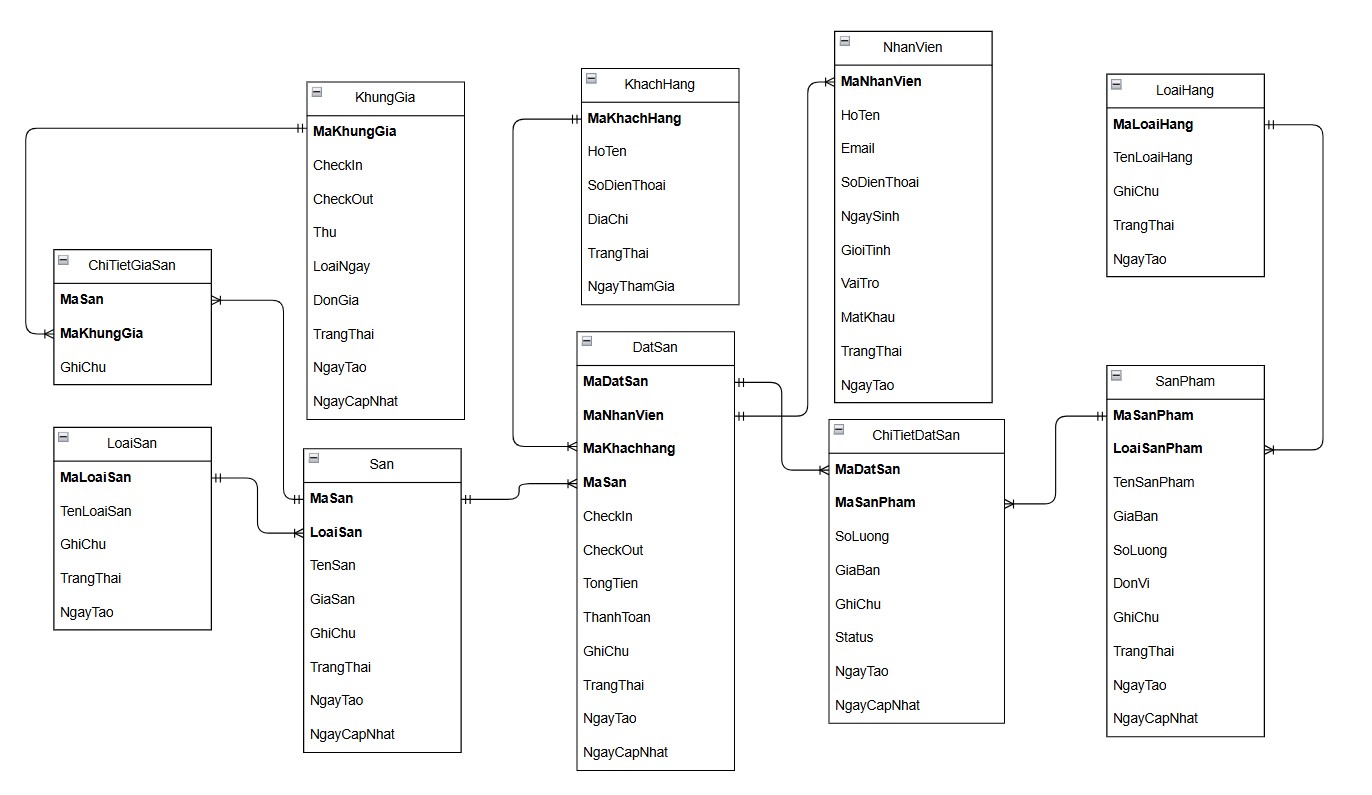 KhungGia
MaKhungGia
CheckIn
CheckOut
Thu
LoaiNgay
DonGia
TrangThai
NgayTao
NgayCapNhat
KhachHang
MaKhachHang
HoTen
SoDienThoai
DiaChi
TrangThai
NgayThamGia
NhanVien
MaNhanVien
HoTen
Email
SoDienThoai
NgaySinh
GioiTinh
VaiTro
MatKhau
TrangThai
NgayTao
LoaiHang
MaLoaiHang
TenLoaiHang
GhiChu
TrangThai
NgayTao
ChiTietGiaSan
MaSan
MaKhungGia
GhiChu
LoaiSan
MaLoaiSan
TenLoaiSan
GhiChu
TrangThai
NgayTao
San
MaSan
LoaiSan
TenSan
GiaSan
GhiChu
TrangThai
NgayTao
NgayCapNhat
DatSan
MaDatSan
MaNhanVien
MaKhachhang
MaSan
CheckIn
CheckOut
TongTien
ThanhToan
GhiChu
TrangThai
NgayTao
NgayCapNhat
ChiTietDatSan
MaDatSan
MaSanPham
SoLuong
GiaBan
GhiChu
Status
NgayTao
NgayCapNhat
SanPham
MaSanPham
LoaiSanPham
TenSanPham
GiaBan
SoLuong
DonVi
GhiChu
TrangThai
NgayTao
NgayCapNhat